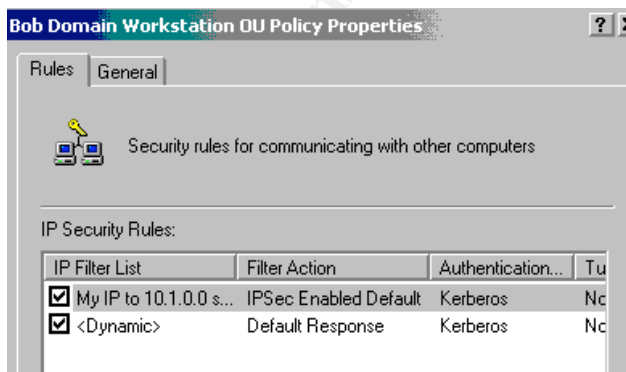 Bob Domain Workstation OU Policy Properties
Rules General
Security rules for communicating with other computers
IP Security Rules:
IP Filter List Filter Action Authentication... Tu
My IP to 10.1.0.0 s... IPSec Enabled Default Kerberos No
<Dynamic> Default Response Kerberos No